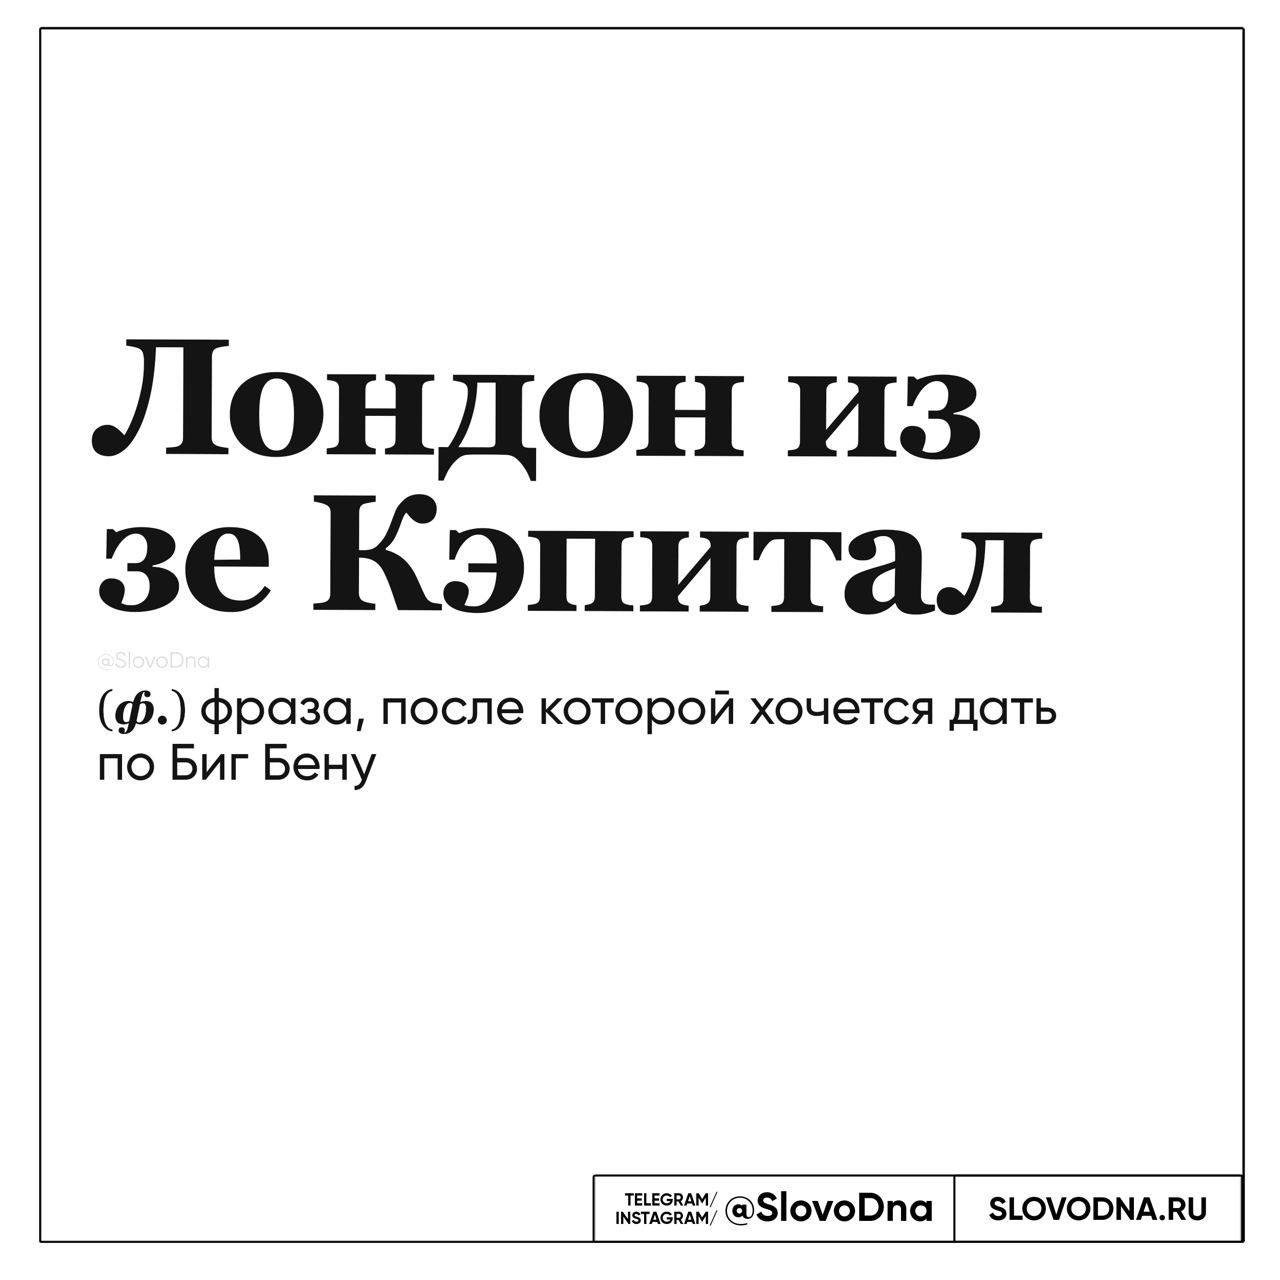 Лондон из
зе Кэпитал
@SlovoDna
(ф.) фраза, после которой хочется дать
по Биг Бену
TELEGRAM/
INSTAGRAM/
@SlovoDna
SLOVODNA.RU